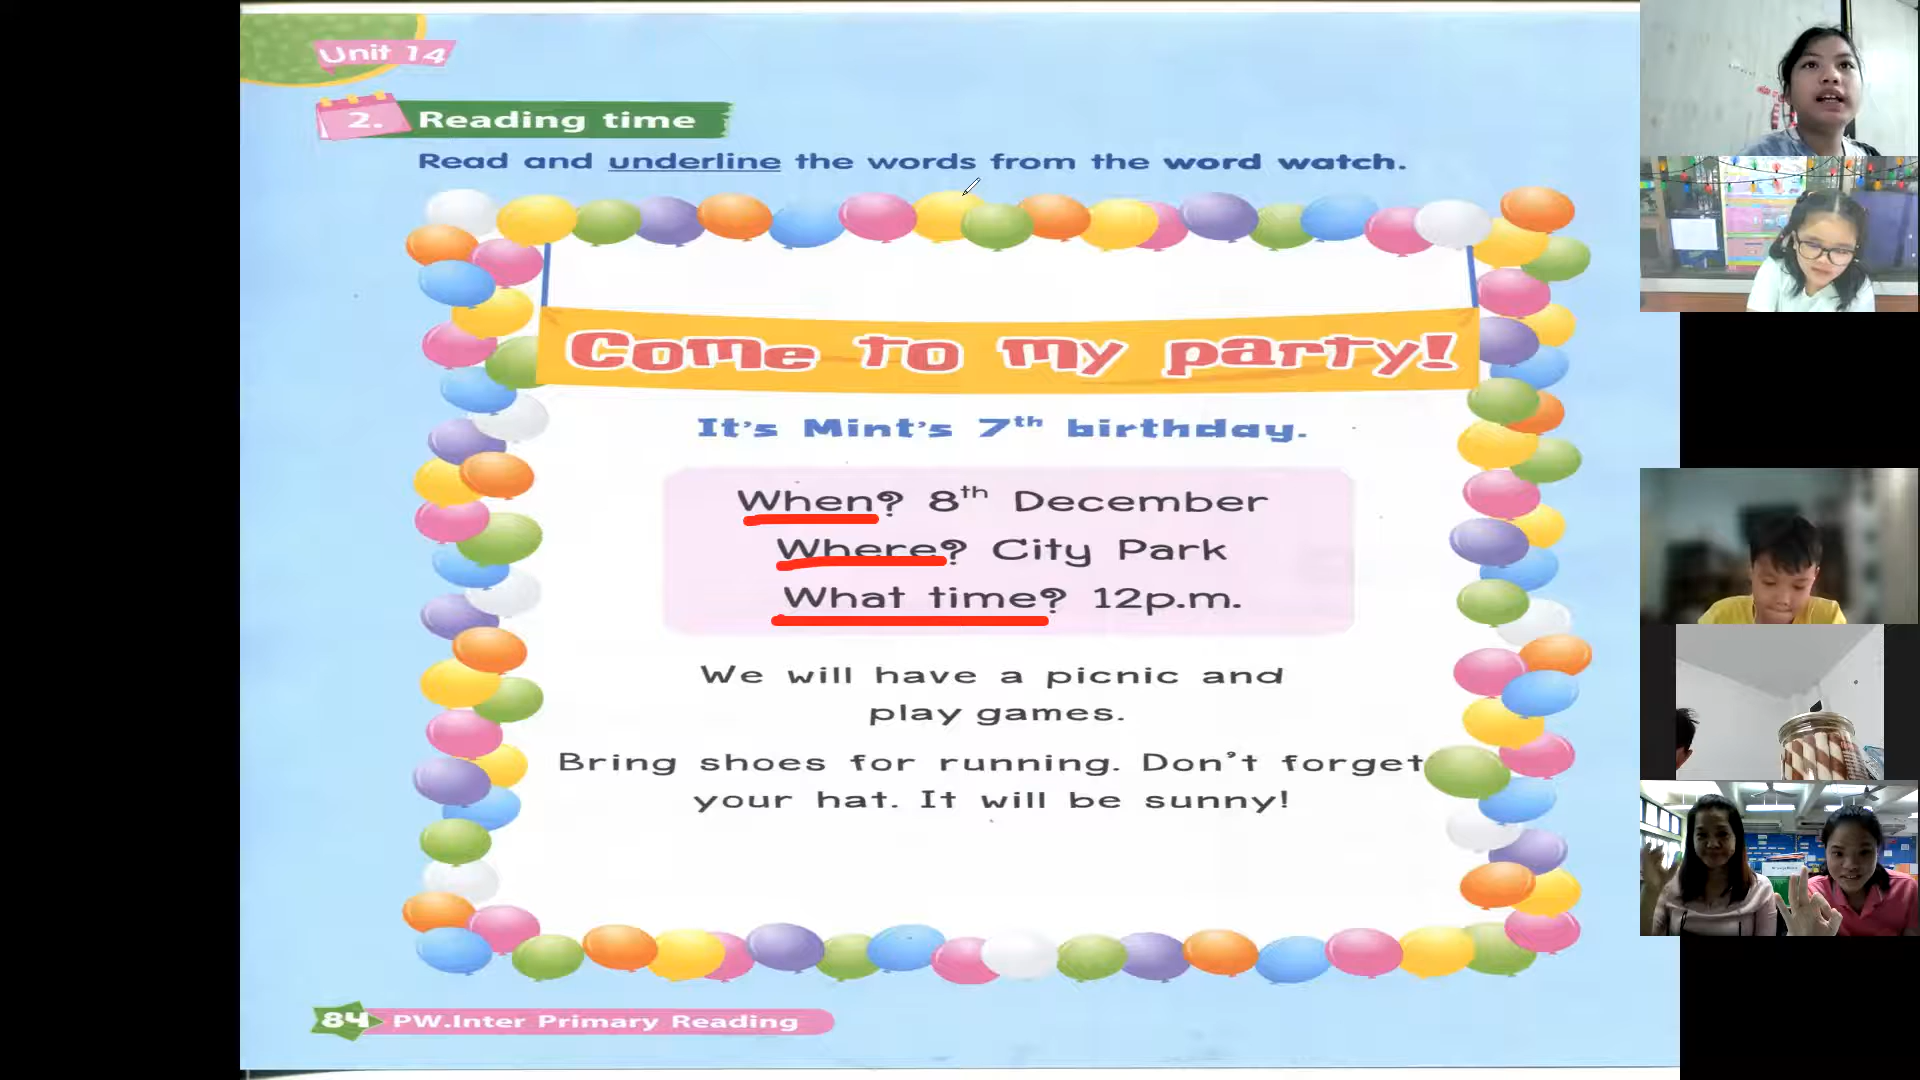 Unit 14
2. Reading time
Read and underline the words from the word watch.
Come to my party!
It's Mint's 7th birthday.
When? 8th December
Where? City Park
What time? 12p.m.
We will have a picnic and
play games.
Bring shoes for running. Don't forget
your hat. It will be sunny!
84 PW.Inter Primary Reading